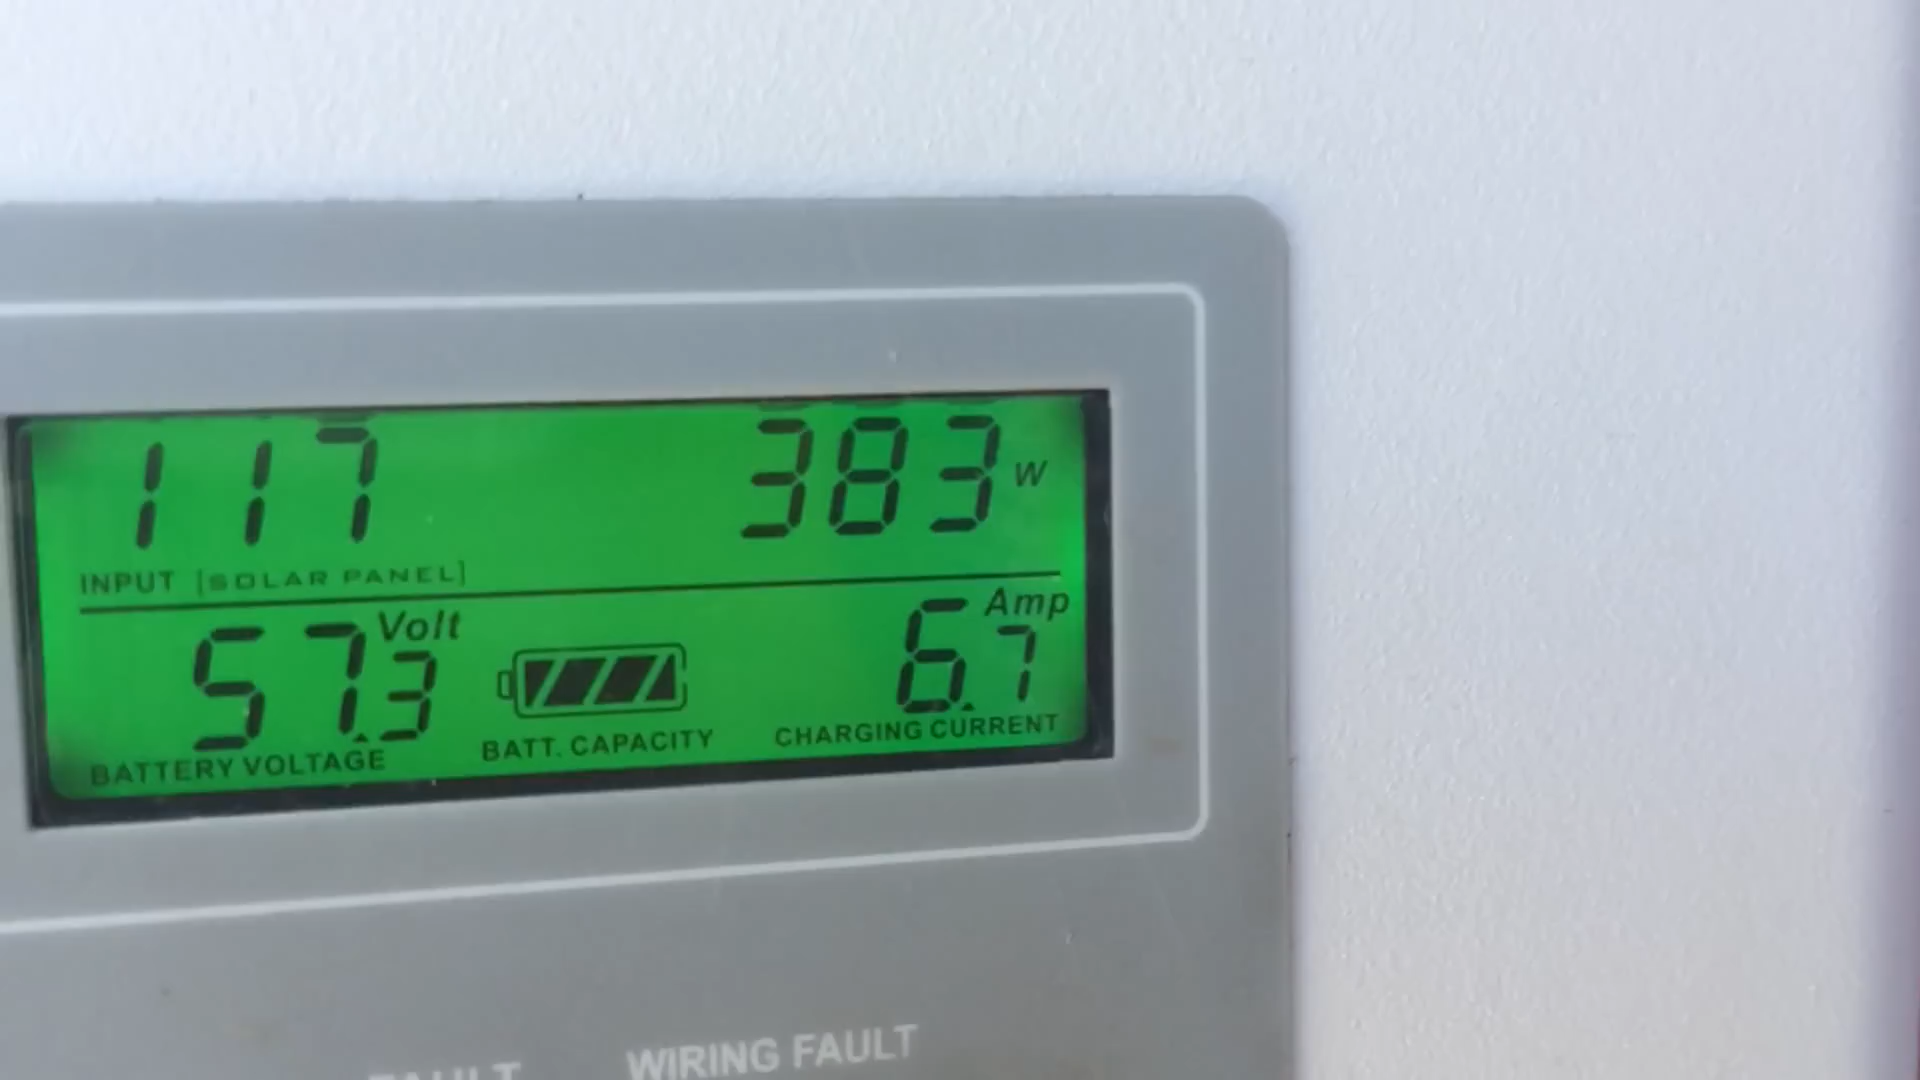 117 383 W
INPUT [SOLAR PANEL]
57.3 Volt 6.7 Amp
BATTERY VOLTAGE BATT. CAPACITY CHARGING CURRENT
FAULT WIRING FAULT